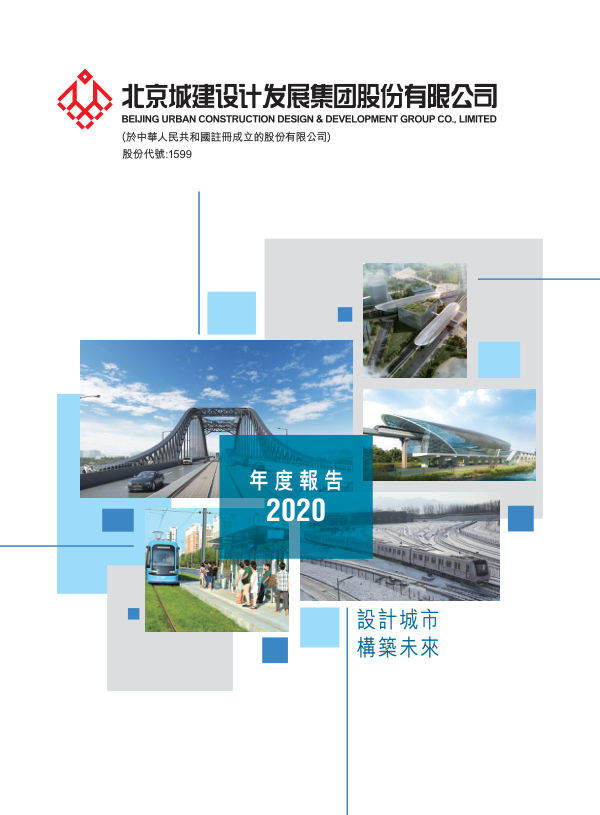 北京城建设计发展集团股份有限公司
BEIJING URBAN CONSTRUCTION DESIGN & DEVELOPMENT GROUP CO., LIMITED
(於中華人民共和國註冊成立的股份有限公司)
股份代號:1599
年度報告
2020
設計城市
構築未來